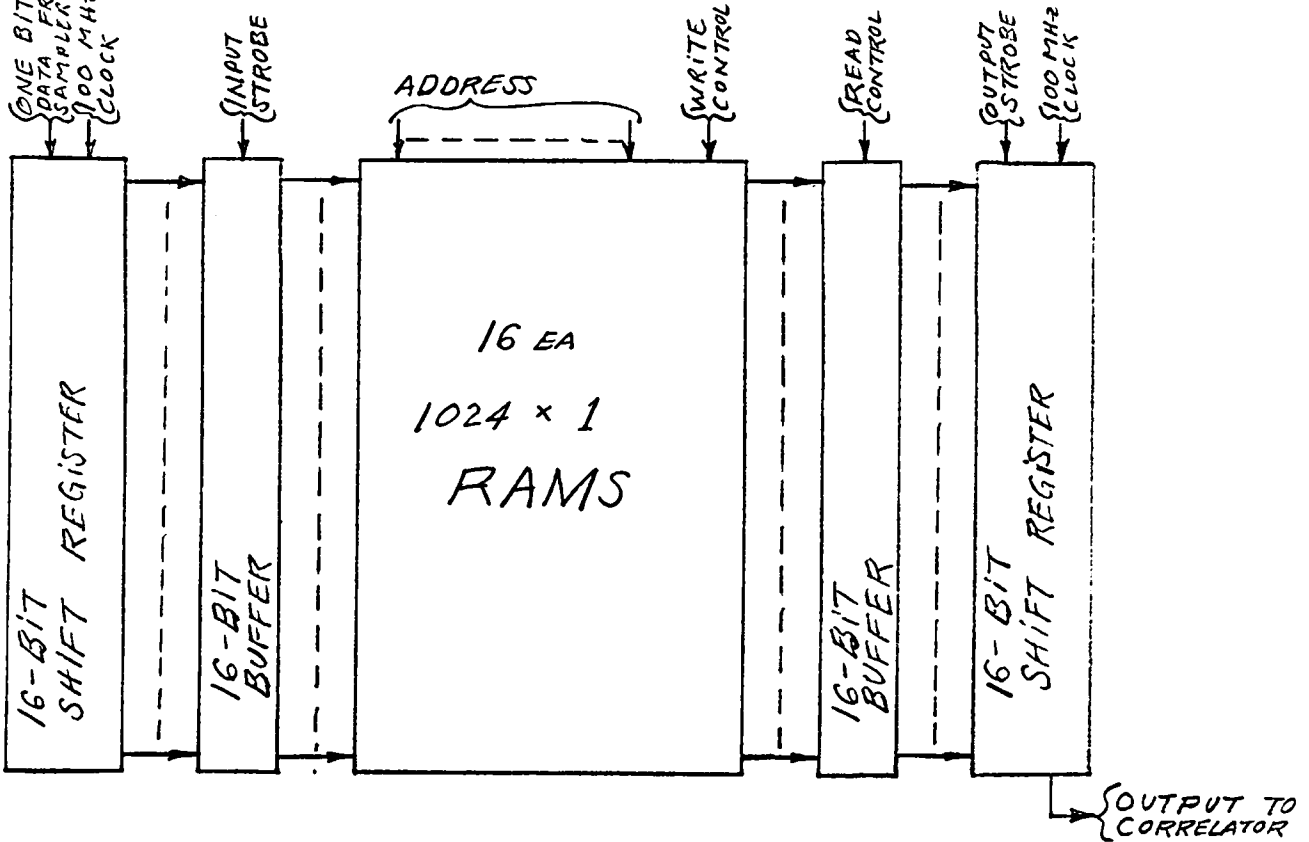 ONE BIT
DATA
SAMPLER
100 MHz
CLOCK
INPUT
STROBE
ADDRESS
WRITE
CONTROL
READ
CONTROL
OUTPUT
STROBE
100 MHz
CLOCK
16-BIT
SHIFT REGISTER
16-BIT
BUFFER
16 EA
1024 × 1
RAMS
16-BIT
BUFFER
16-BIT
SHIFT REGISTER
OUTPUT TO
CORRELATOR